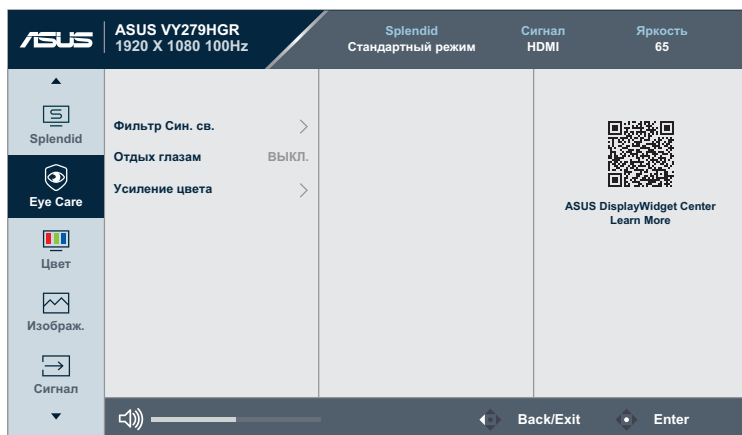 ASUS
ASUS VY279HGR
1920 X 1080 100Hz
Splendid
Стандартный режим
Сигнал
HDMI
Яркость
65
Splendid
Eye Care
Цвет
Изображ.
Сигнал
Фильтр Син. св.
Отдых глазам ВЫКЛ.
Усиление цвета
ASUS DisplayWidget Center
Learn More
Back/Exit
Enter